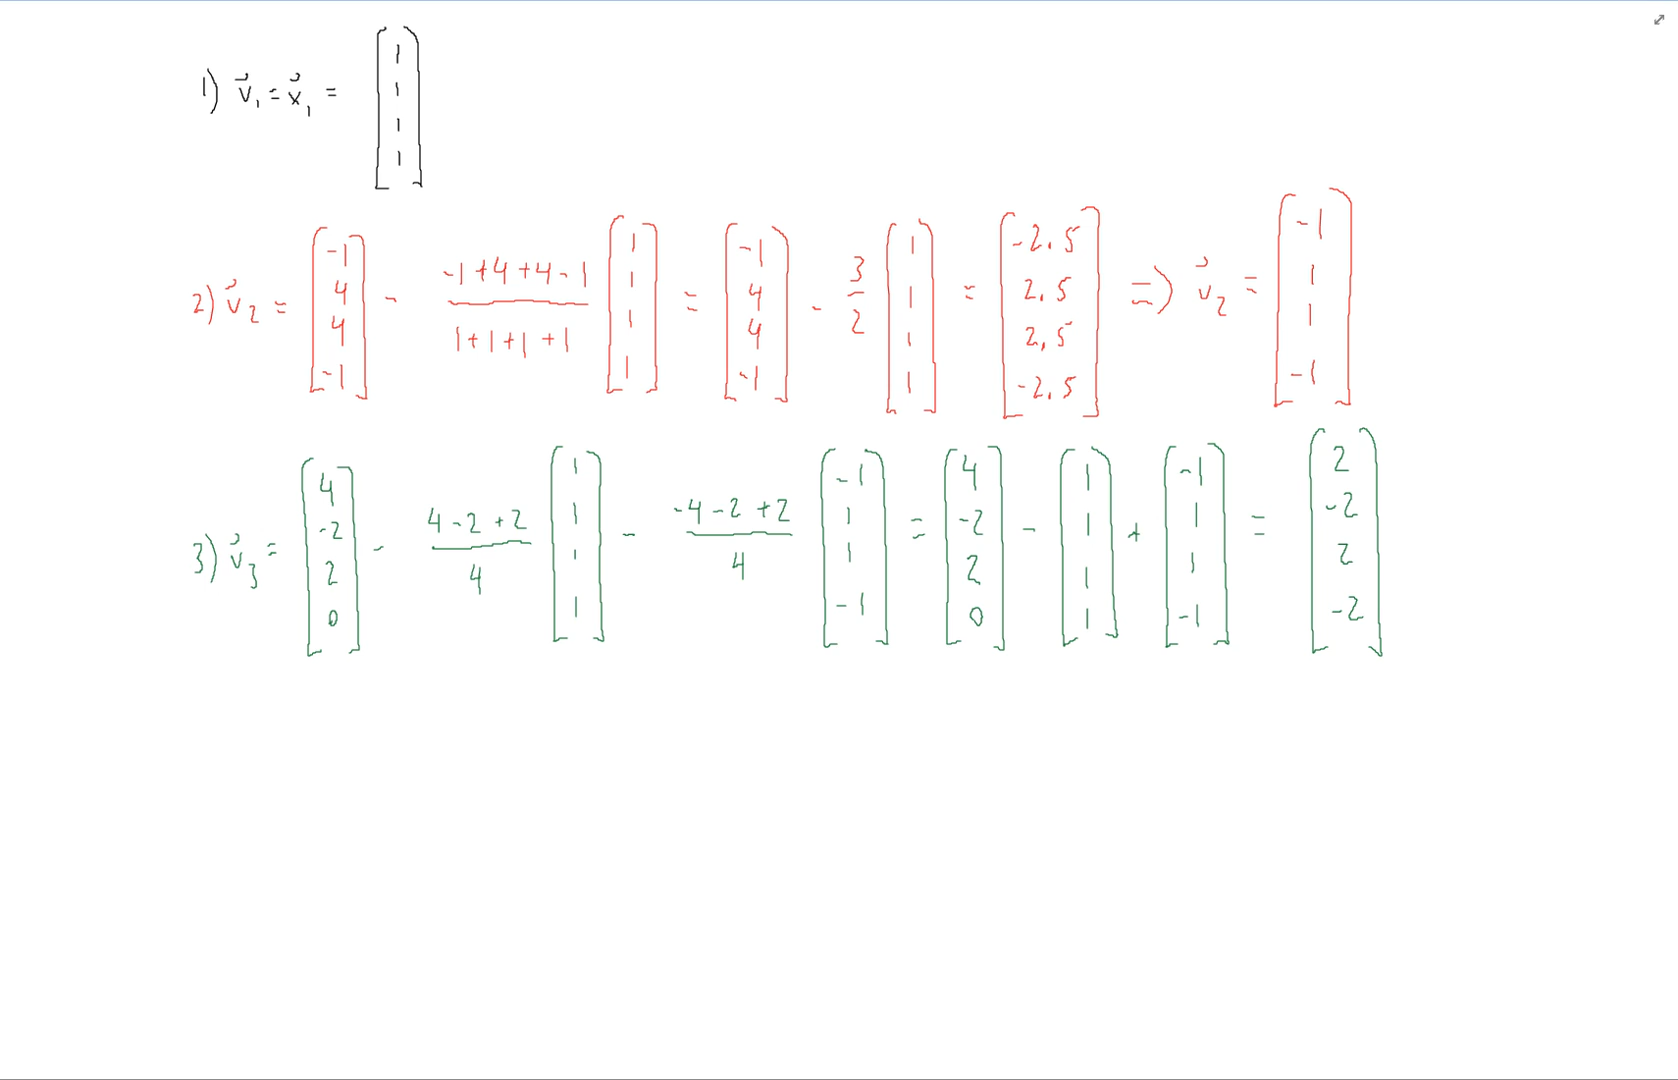 1) v⃗₁ = x⃗₁ = [1 1 1 1]
2) v⃗₂ = [-1 4 4 -1] - (-1+4+4-1)/(1+1+1+1) [1 1 1 1] = [-1 4 4 -1] - 3/2 [1 1 1 1] = [-2.5 2.5 2.5 -2.5] ⇒ v⃗₂ = [-1 1 1 -1]
3) v⃗₃ = [4 -2 2 0] - (4-2+2)/4 [1 1 1 1] - (-4-2+2)/4 [-1 1 1 -1] = [4 -2 2 0] - [1 1 1 1] + [-1 1 1 -1] = [2 -2 2 -2]